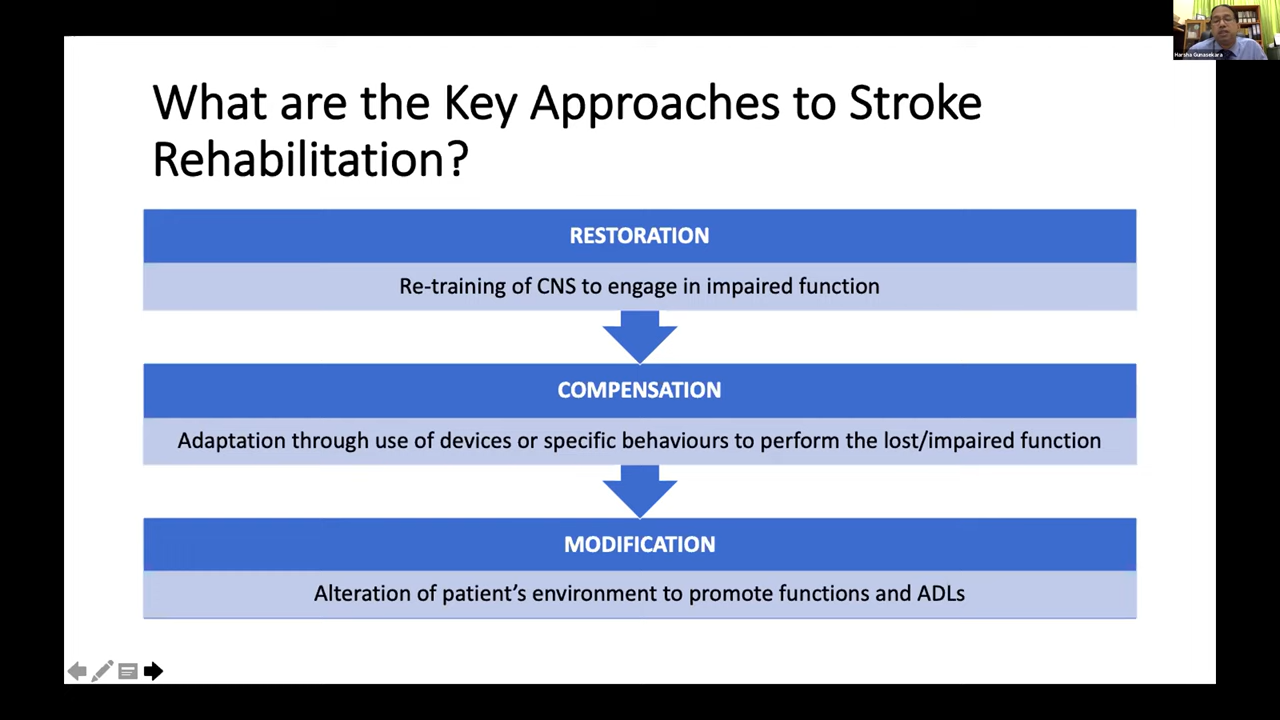 Harsha Gunasekara
What are the Key Approaches to Stroke
Rehabilitation?
RESTORATION
Re-training of CNS to engage in impaired function
COMPENSATION
Adaptation through use of devices or specific behaviours to perform the lost/impaired function
MODIFICATION
Alteration of patient's environment to promote functions and ADLs